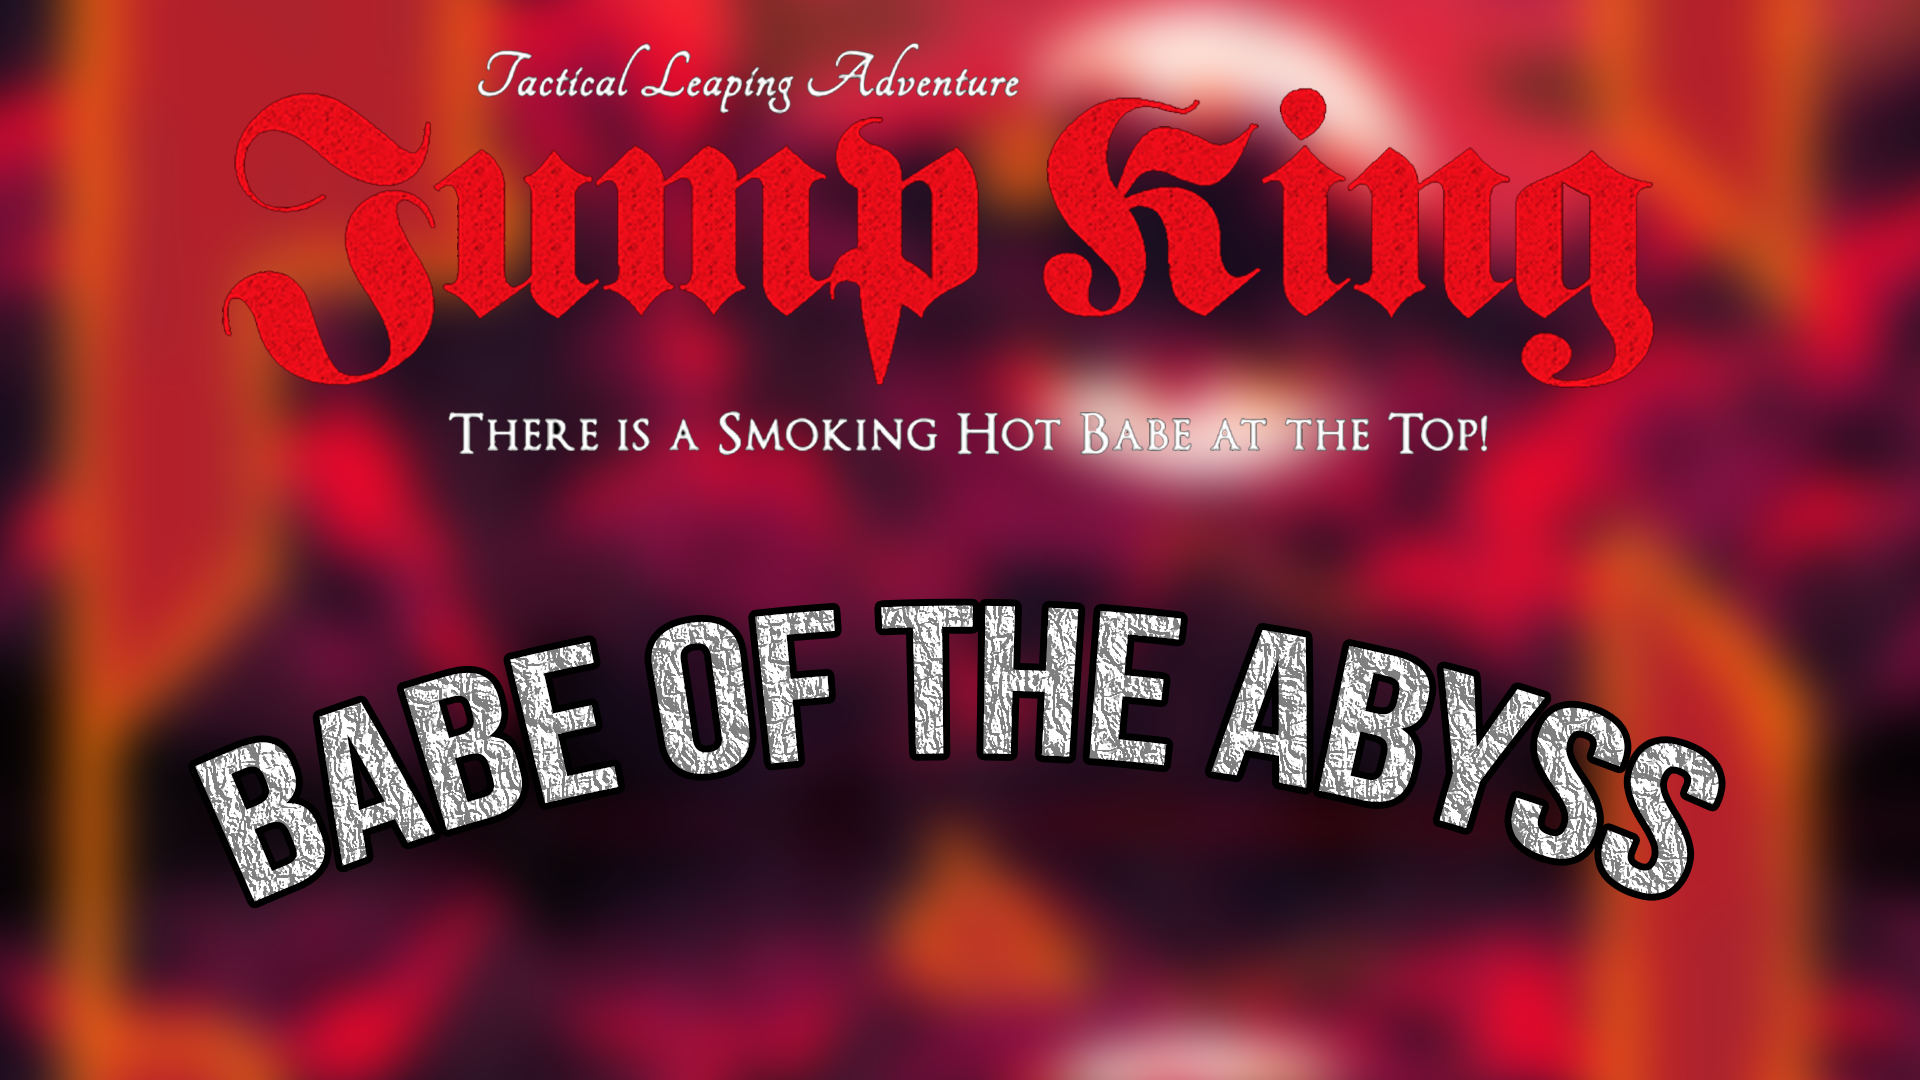 Tactical Leaping Adventure
Jump King
There is a Smoking Hot Babe at the Top!
BABE OF THE ABYSS